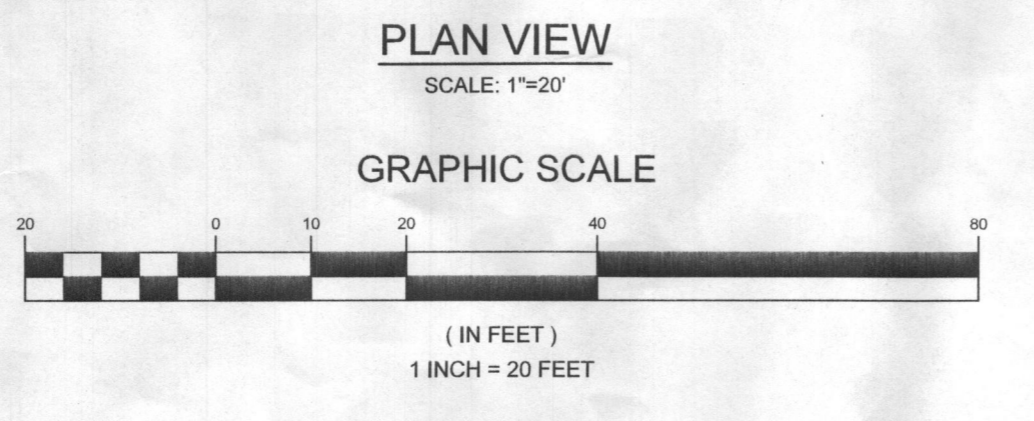 PLAN VIEW
SCALE: 1"=20'
GRAPHIC SCALE
20 0 10 20 40 80
( IN FEET )
1 INCH = 20 FEET